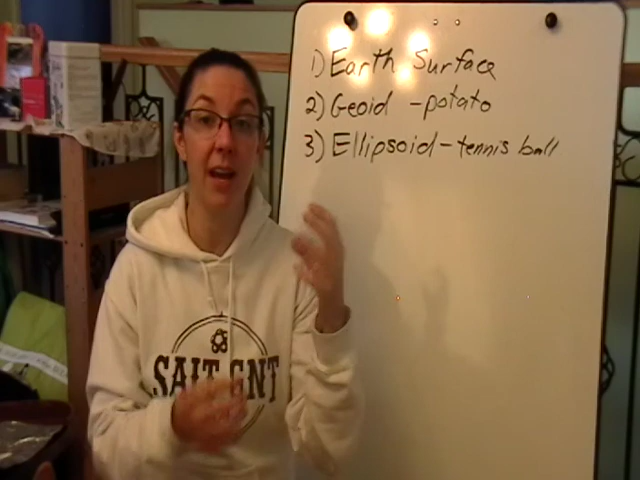 1) Earth Surface
2) Geoid - potato
3) Ellipsoid - tennis ball
SAIT GNT